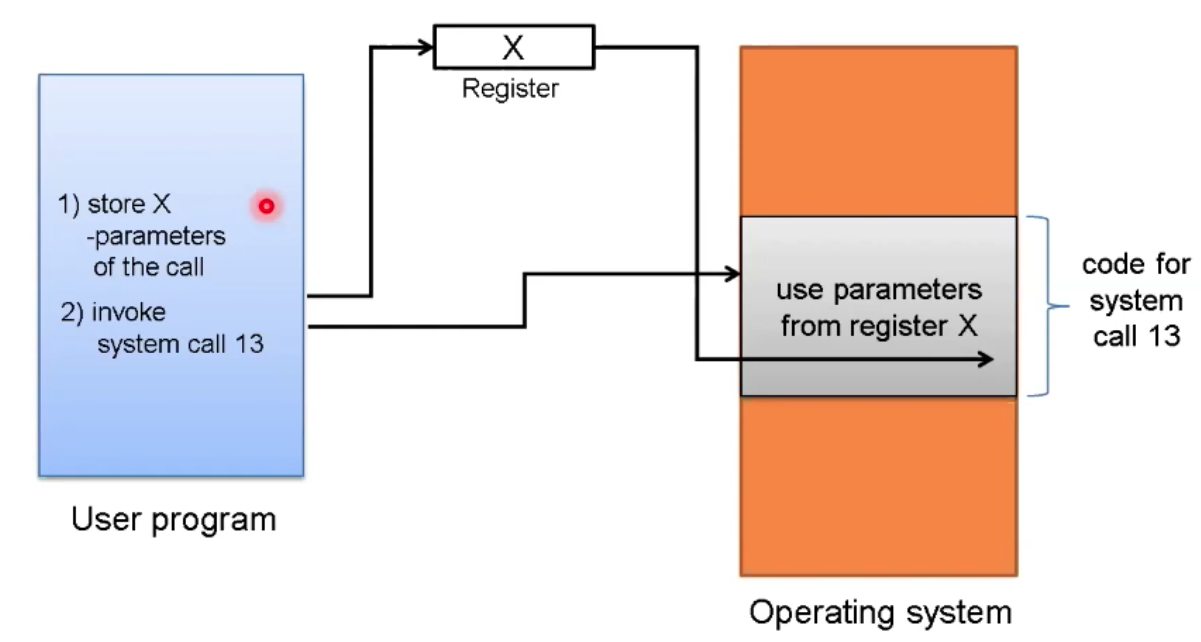 X
Register
1) store X
-parameters
of the call
2) invoke
system call 13
User program
use parameters
from register X
code for
system
call 13
Operating system